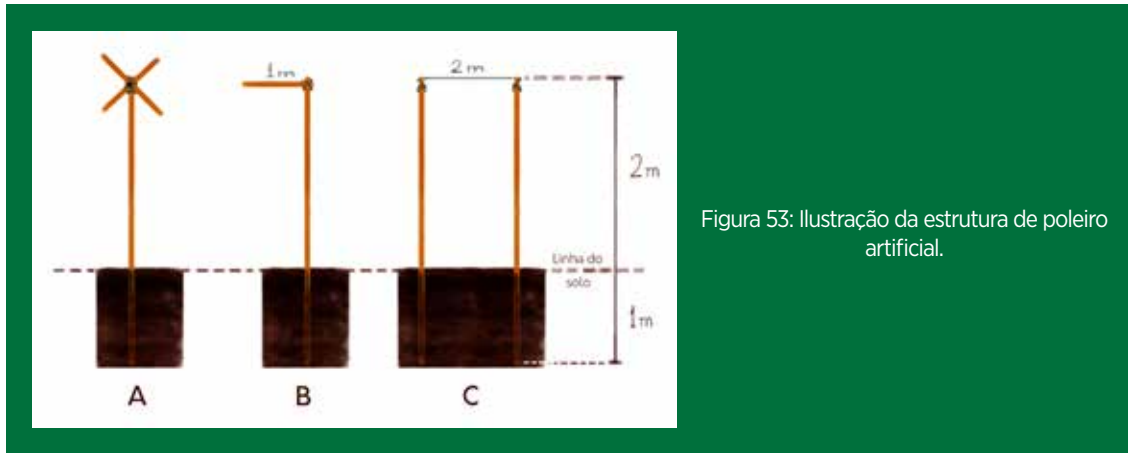 1m
2m
2m
Linha do
solo
1m
A B C
Figura 53: Ilustração da estrutura de poleiro
artificial.